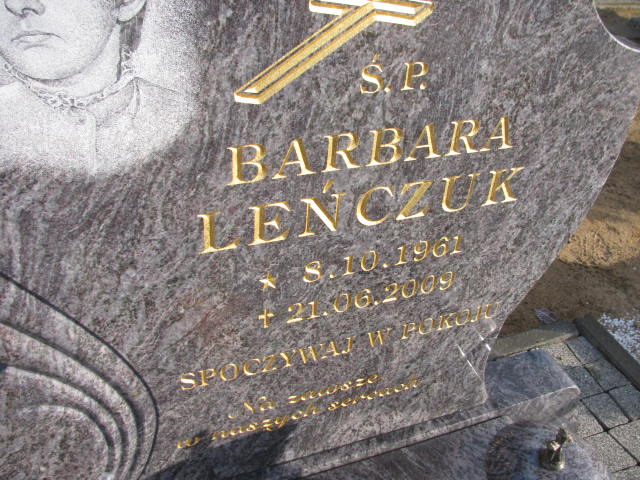 Ś.P.
BARBARA
LEŃCZUK
* 8.10.1961
✝ 21.06.2009
SPOCZYWAJ W POKOJU
Na zawsze
w naszych sercach